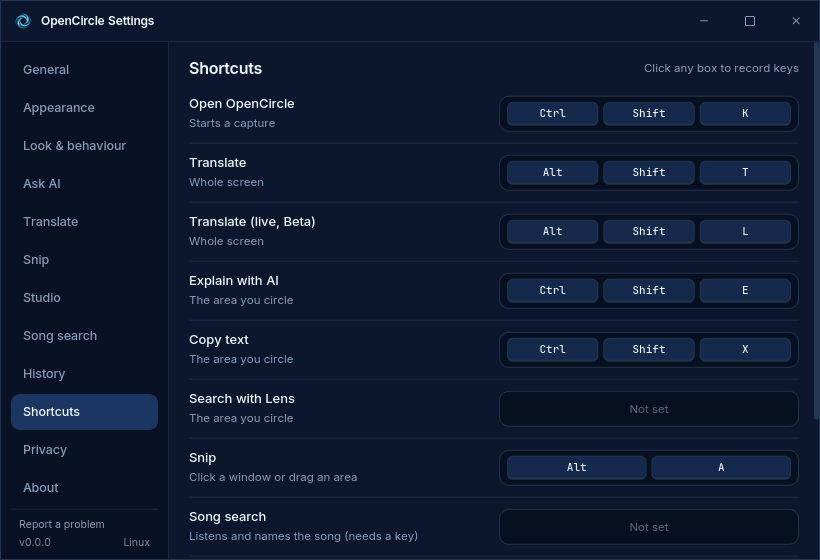 OpenCircle Settings
General
Appearance
Look & behaviour
Ask AI
Translate
Snip
Studio
Song search
History
Shortcuts
Privacy
About
Report a problem
v0.0.0 Linux
Shortcuts Click any box to record keys
Open OpenCircle
Starts a capture
Ctrl Shift K
Translate
Whole screen
Alt Shift T
Translate (live, Beta)
Whole screen
Alt Shift L
Explain with AI
The area you circle
Ctrl Shift E
Copy text
The area you circle
Ctrl Shift X
Search with Lens
The area you circle
Not set
Snip
Click a window or drag an area
Alt A
Song search
Listens and names the song (needs a key)
Not set